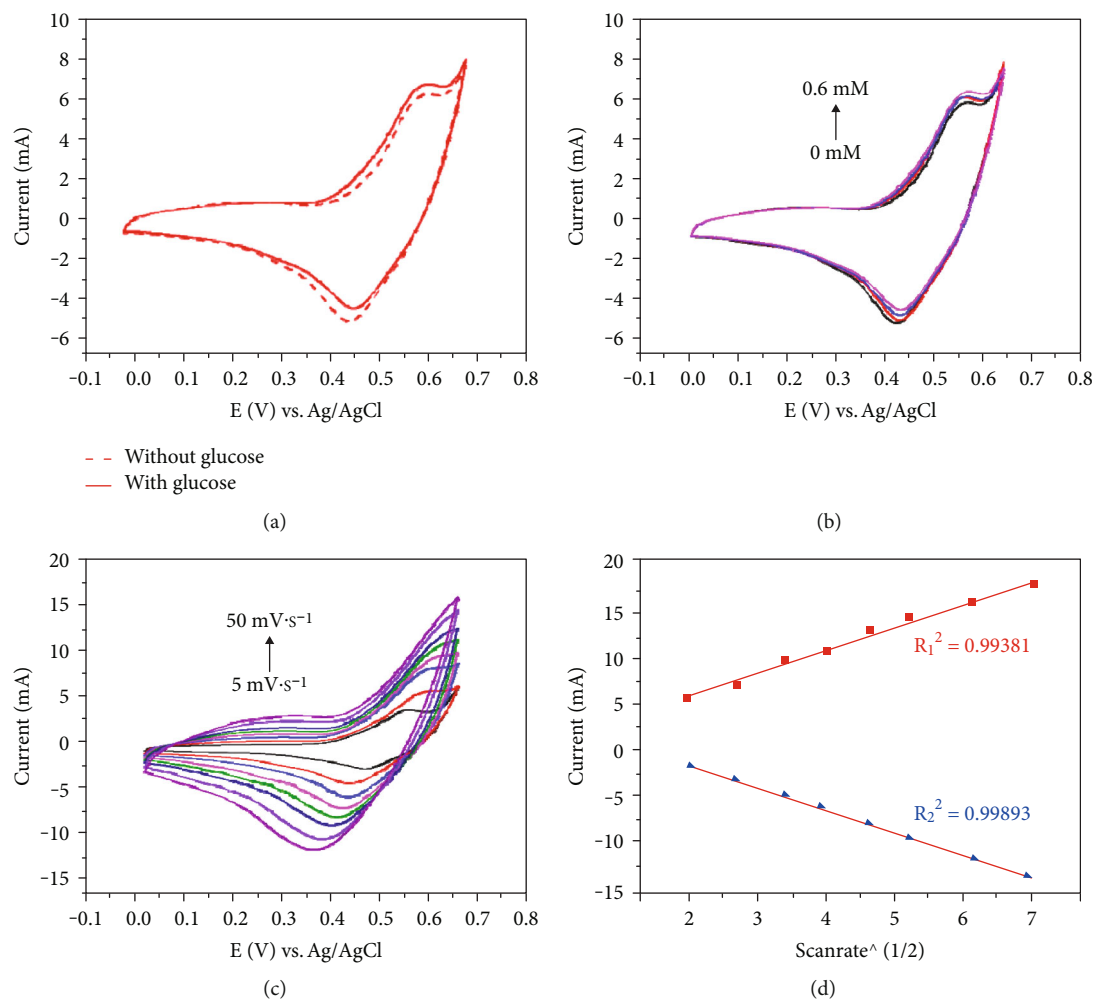 10
8
6
4
2
0
−2
−4
−6
Current (mA)
−0.1 0.0 0.1 0.2 0.3 0.4 0.5 0.6 0.7 0.8
E (V) vs. Ag/AgCl
Without glucose
With glucose
(a)
10
8
6
4
2
0
−2
−4
−6
Current (mA)
0.6 mM
0 mM
−0.1 0.0 0.1 0.2 0.3 0.4 0.5 0.6 0.7 0.8
E (V) vs. Ag/AgCl
(b)
20
15
10
5
0
−5
−10
−15
Current (mA)
50 mV·s⁻¹
5 mV·s⁻¹
−0.1 0.0 0.1 0.2 0.3 0.4 0.5 0.6 0.7 0.8
E (V) vs. Ag/AgCl
(c)
20
15
10
5
0
−5
−10
−15
Current (mA)
R₁² = 0.99381
R₂² = 0.99893
2 3 4 5 6 7
Scanrate^ (1/2)
(d)